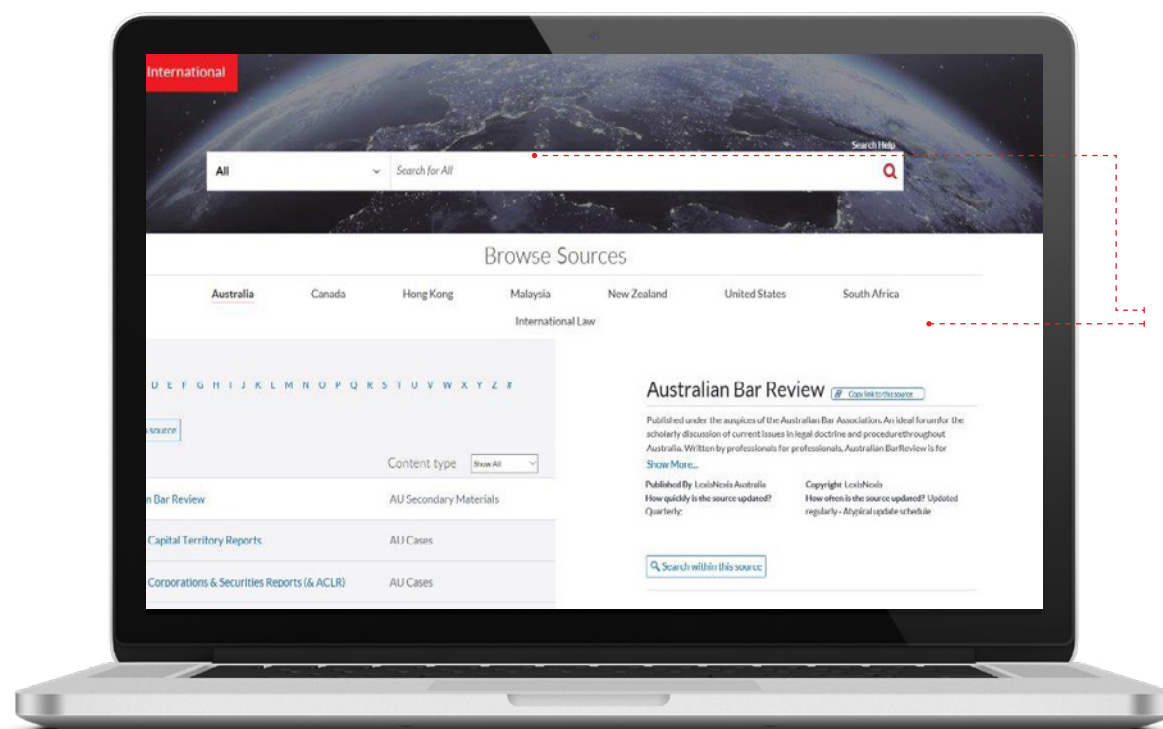 International
Search Help
All
Search for All
Browse Sources
Australia Canada Hong Kong Malaysia New Zealand United States South Africa
International Law
D E F G H I J K L M N O P Q R S T U V W X Y Z #
source
Content type Show All
n Bar Review AU Secondary Materials
Capital Territory Reports AU Cases
Corporations & Securities Reports (& ACLR) AU Cases
Australian Bar Review Copy link to this source
Published under the auspices of the Australian Bar Association. An ideal forum for the
scholarly discussion of current issues in legal doctrine and procedurethroughout
Australia. Written by professionals for professionals, Australian BarReview is for
Show More...
Published By LexisNexis Australia
How quickly is the source updated?
Quarterly;
Copyright LexisNexis
How often is the source updated? Updated
regularly - Atypical update schedule
Search within this source